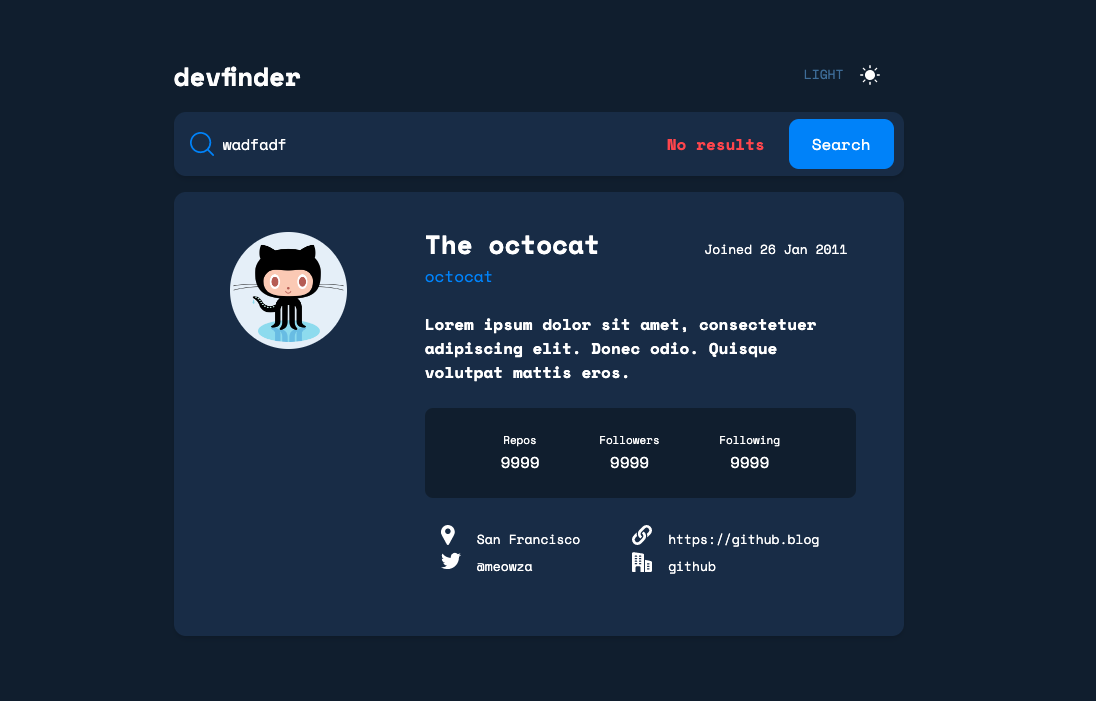 devfinder
LIGHT
wadfadf
No results
Search
The octocat
Joined 26 Jan 2011
octocat
Lorem ipsum dolor sit amet, consectetuer
adipiscing elit. Donec odio. Quisque
volutpat mattis eros.
Repos Followers Following
9999 9999 9999
San Francisco https://github.blog
@meowza github